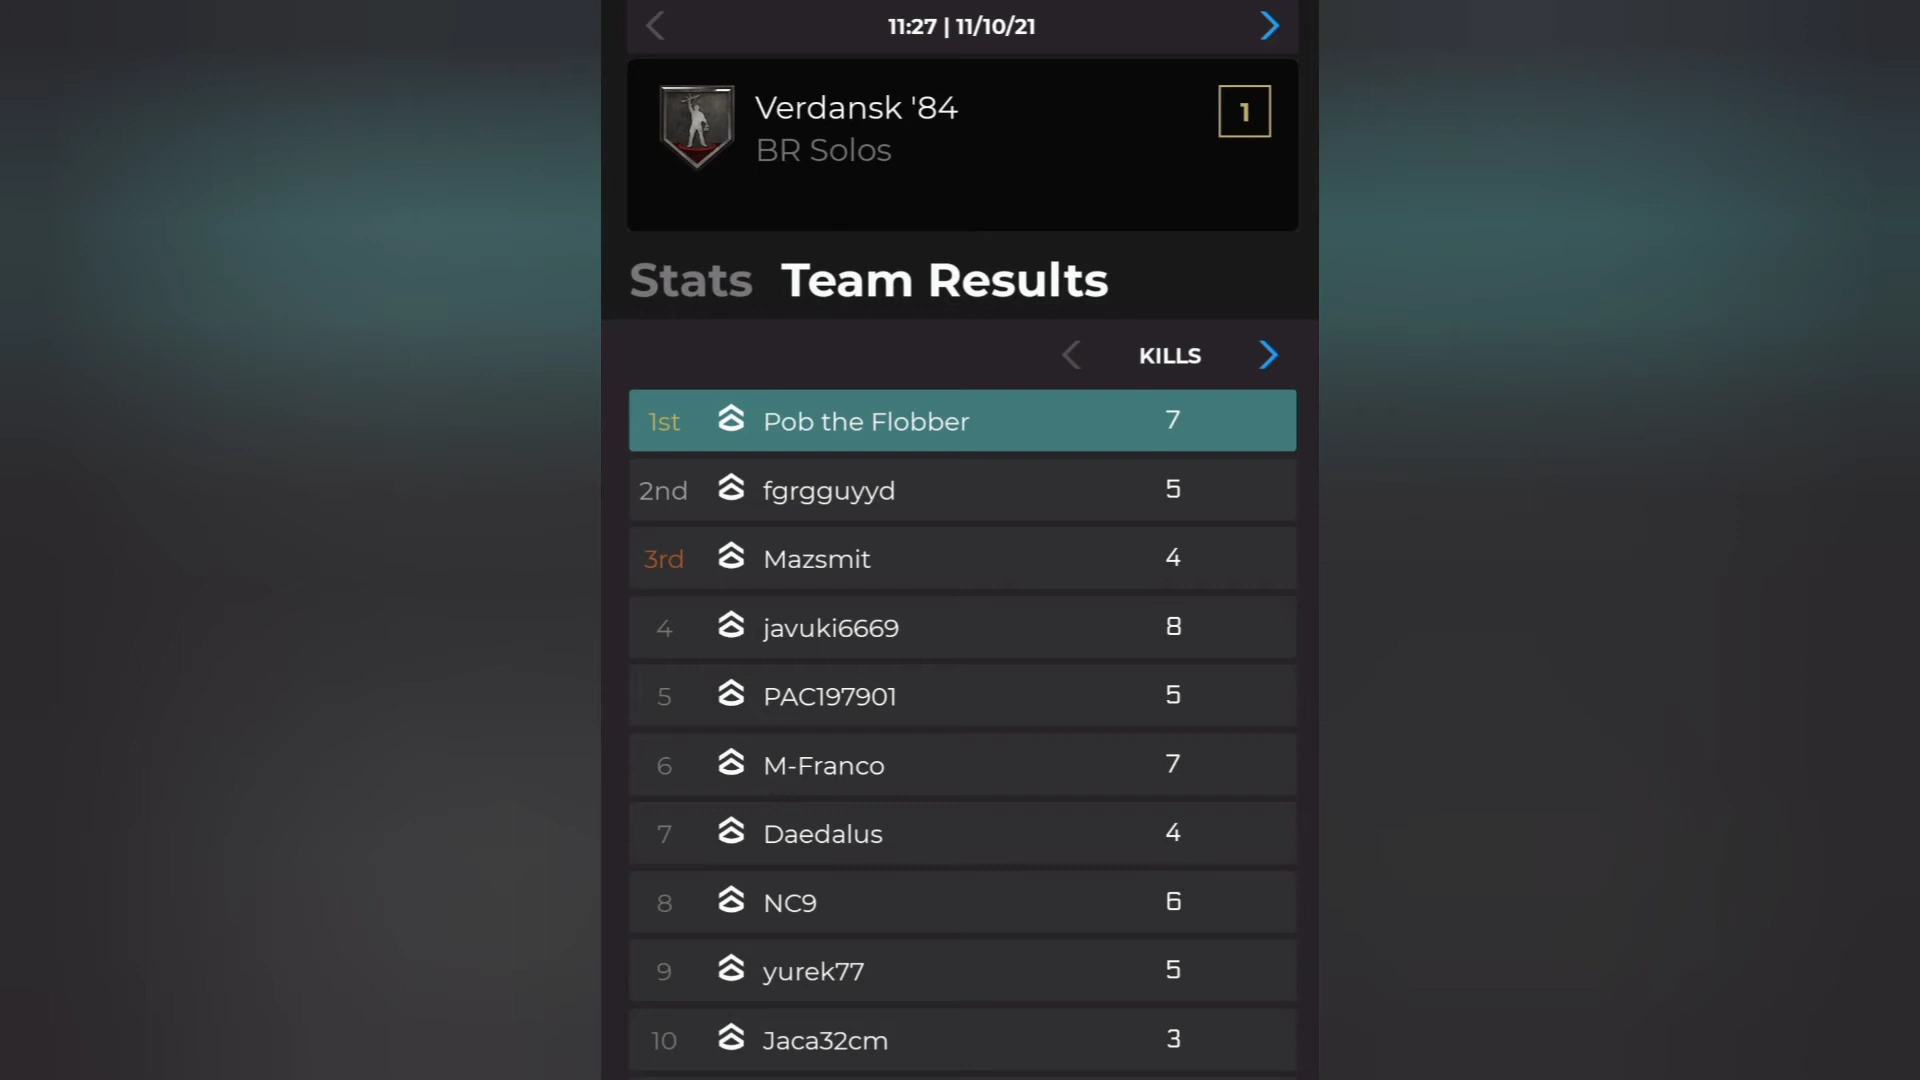 11:27 | 11/10/21
Verdansk '84
1
BR Solos
Stats Team Results
KILLS
1st Pob the Flobber 7
2nd fgrgguyyd 5
3rd Mazsmit 4
4 javuki6669 8
5 PAC197901 5
6 M-Franco 7
7 Daedalus 4
8 NC9 6
9 yurek77 5
10 Jaca32cm 3